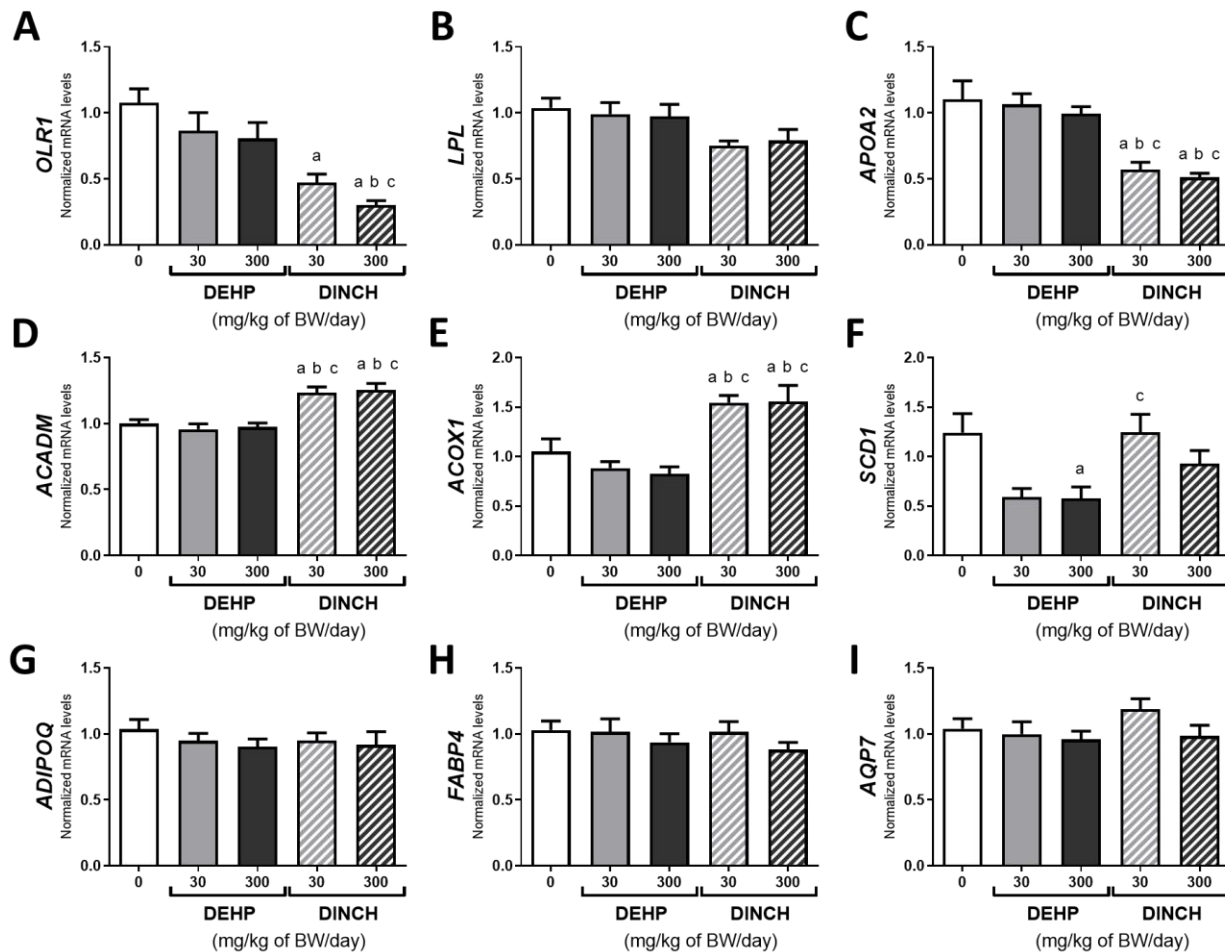 A
OLR1
Normalized mRNA levels
1.5
1.0
0.5
0.0
a
a b c
0 30 300 30 300
DEHP DINCH
(mg/kg of BW/day)
B
LPL
Normalized mRNA levels
1.5
1.0
0.5
0.0
0 30 300 30 300
DEHP DINCH
(mg/kg of BW/day)
C
APOA2
Normalized mRNA levels
1.5
1.0
0.5
0.0
a b c a b c
0 30 300 30 300
DEHP DINCH
(mg/kg of BW/day)
D
ACADM
Normalized mRNA levels
1.5
1.0
0.5
0.0
a b c a b c
0 30 300 30 300
DEHP DINCH
(mg/kg of BW/day)
E
ACOX1
Normalized mRNA levels
2.0
1.5
1.0
0.5
0.0
a b c a b c
0 30 300 30 300
DEHP DINCH
(mg/kg of BW/day)
F
SCD1
Normalized mRNA levels
2.0
1.5
1.0
0.5
0.0
c
a
0 30 300 30 300
DEHP DINCH
(mg/kg of BW/day)
G
ADIPOQ
Normalized mRNA levels
1.5
1.0
0.5
0.0
0 30 300 30 300
DEHP DINCH
(mg/kg of BW/day)
H
FABP4
Normalized mRNA levels
1.5
1.0
0.5
0.0
0 30 300 30 300
DEHP DINCH
(mg/kg of BW/day)
I
AQP7
Normalized mRNA levels
1.5
1.0
0.5
0.0
0 30 300 30 300
DEHP DINCH
(mg/kg of BW/day)